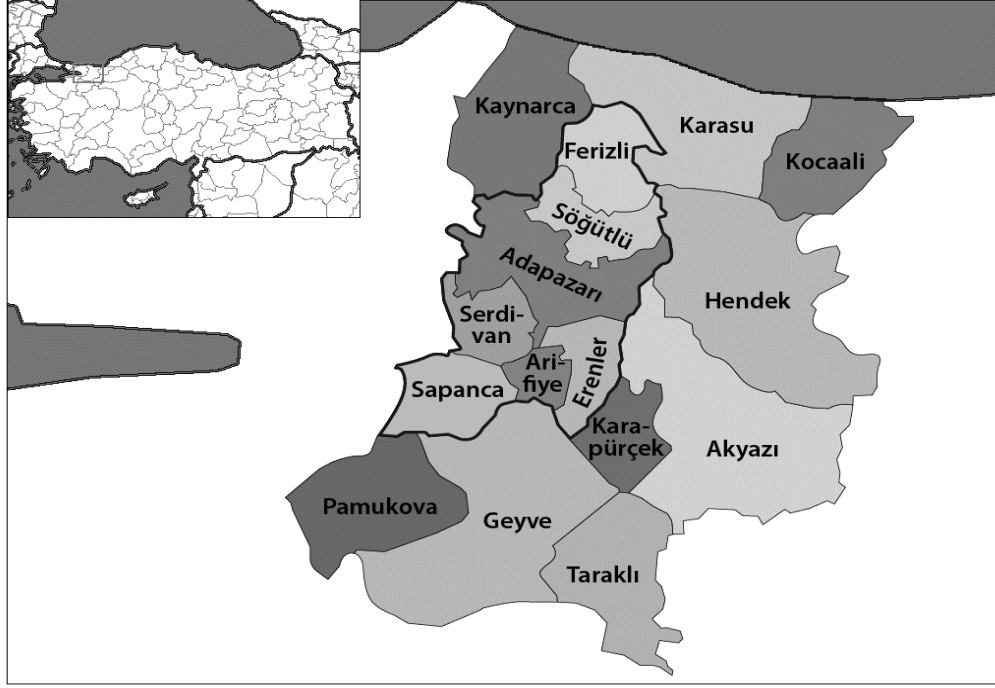 Kaynarca
Karasu
Ferizli
Kocaali
Söğütlü
Adapazarı
Hendek
Serdi-
van
Ari-
fiye
Erenler
Sapanca
Kara-
pürçek
Akyazı
Pamukova
Geyve
Taraklı